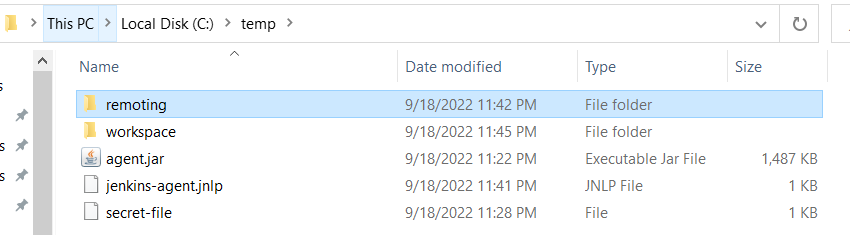 This PC > Local Disk (C:) > temp >
Name Date modified Type Size
remoting 9/18/2022 11:42 PM File folder
workspace 9/18/2022 11:45 PM File folder
agent.jar 9/18/2022 11:22 PM Executable Jar File 1,487 KB
jenkins-agent.jnlp 9/18/2022 11:41 PM JNLP File 1 KB
secret-file 9/18/2022 11:28 PM File 1 KB